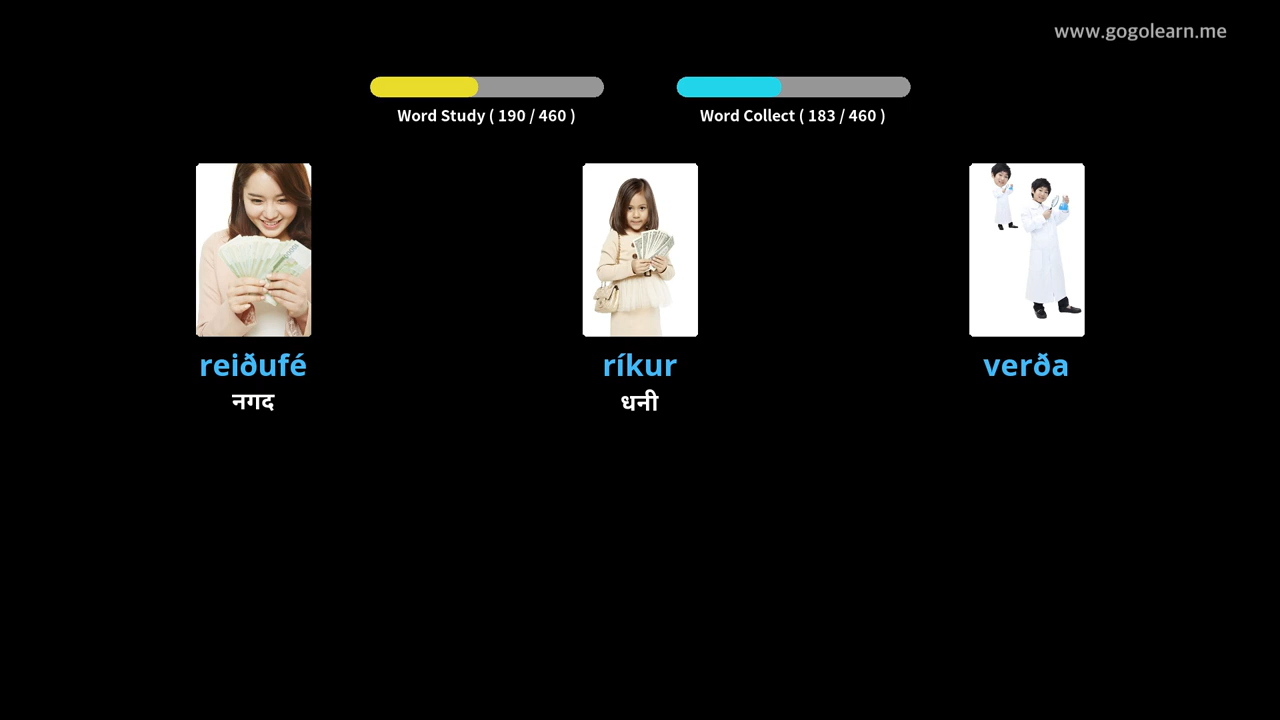 www.gogolearn.me
Word Study ( 190 / 460 )
Word Collect ( 183 / 460 )
reiðufé
ríkur
verða
नगद
धनी